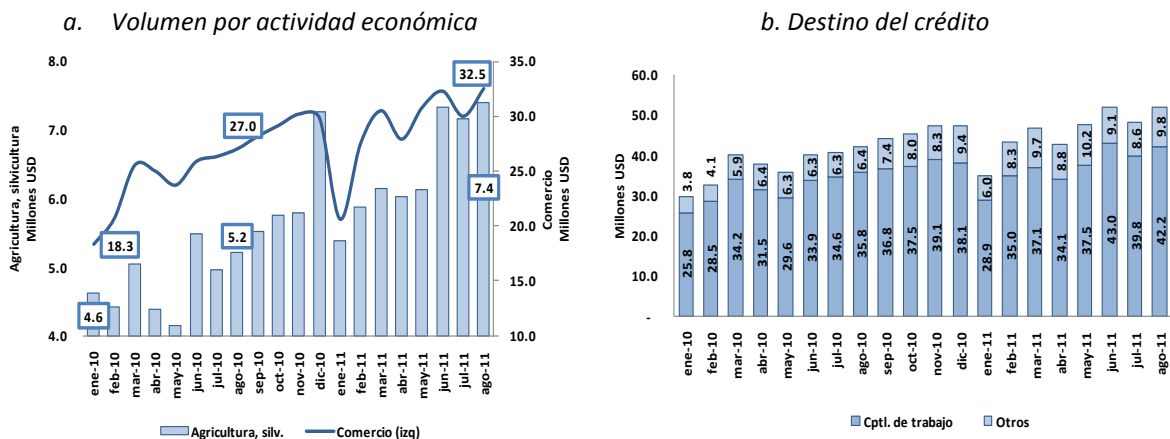 a. Volumen por actividad económica
8.0
7.0
6.0
5.0
4.0
Agricultura, silvicultura
Millones USD
35.0
30.0
25.0
20.0
15.0
10.0
Comercio
Millones USD
4.6
18.3
5.2
27.0
32.5
7.4
ene-10
feb-10
mar-10
abr-10
may-10
jun-10
jul-10
ago-10
sep-10
oct-10
nov-10
dic-10
ene-11
feb-11
mar-11
abr-11
may-11
jun-11
jul-11
ago-11
Agricultura, silv.
Comercio (izq)
b. Destino del crédito
60.0
50.0
40.0
30.0
20.0
10.0
-
Millones USD
3.8
4.1
5.9
6.4
6.3
6.3
6.3
6.4
7.4
8.0
8.3
9.4
6.0
8.3
9.7
8.8
10.2
9.1
8.6
9.8
25.8
28.5
34.2
31.5
29.6
33.9
34.6
35.8
36.8
37.5
39.1
38.1
28.9
35.0
37.1
34.1
37.5
43.0
39.8
42.2
ene-10
feb-10
mar-10
abr-10
may-10
jun-10
jul-10
ago-10
sep-10
oct-10
nov-10
dic-10
ene-11
feb-11
mar-11
abr-11
may-11
jun-11
jul-11
ago-11
Cptl. de trabajo
Otros